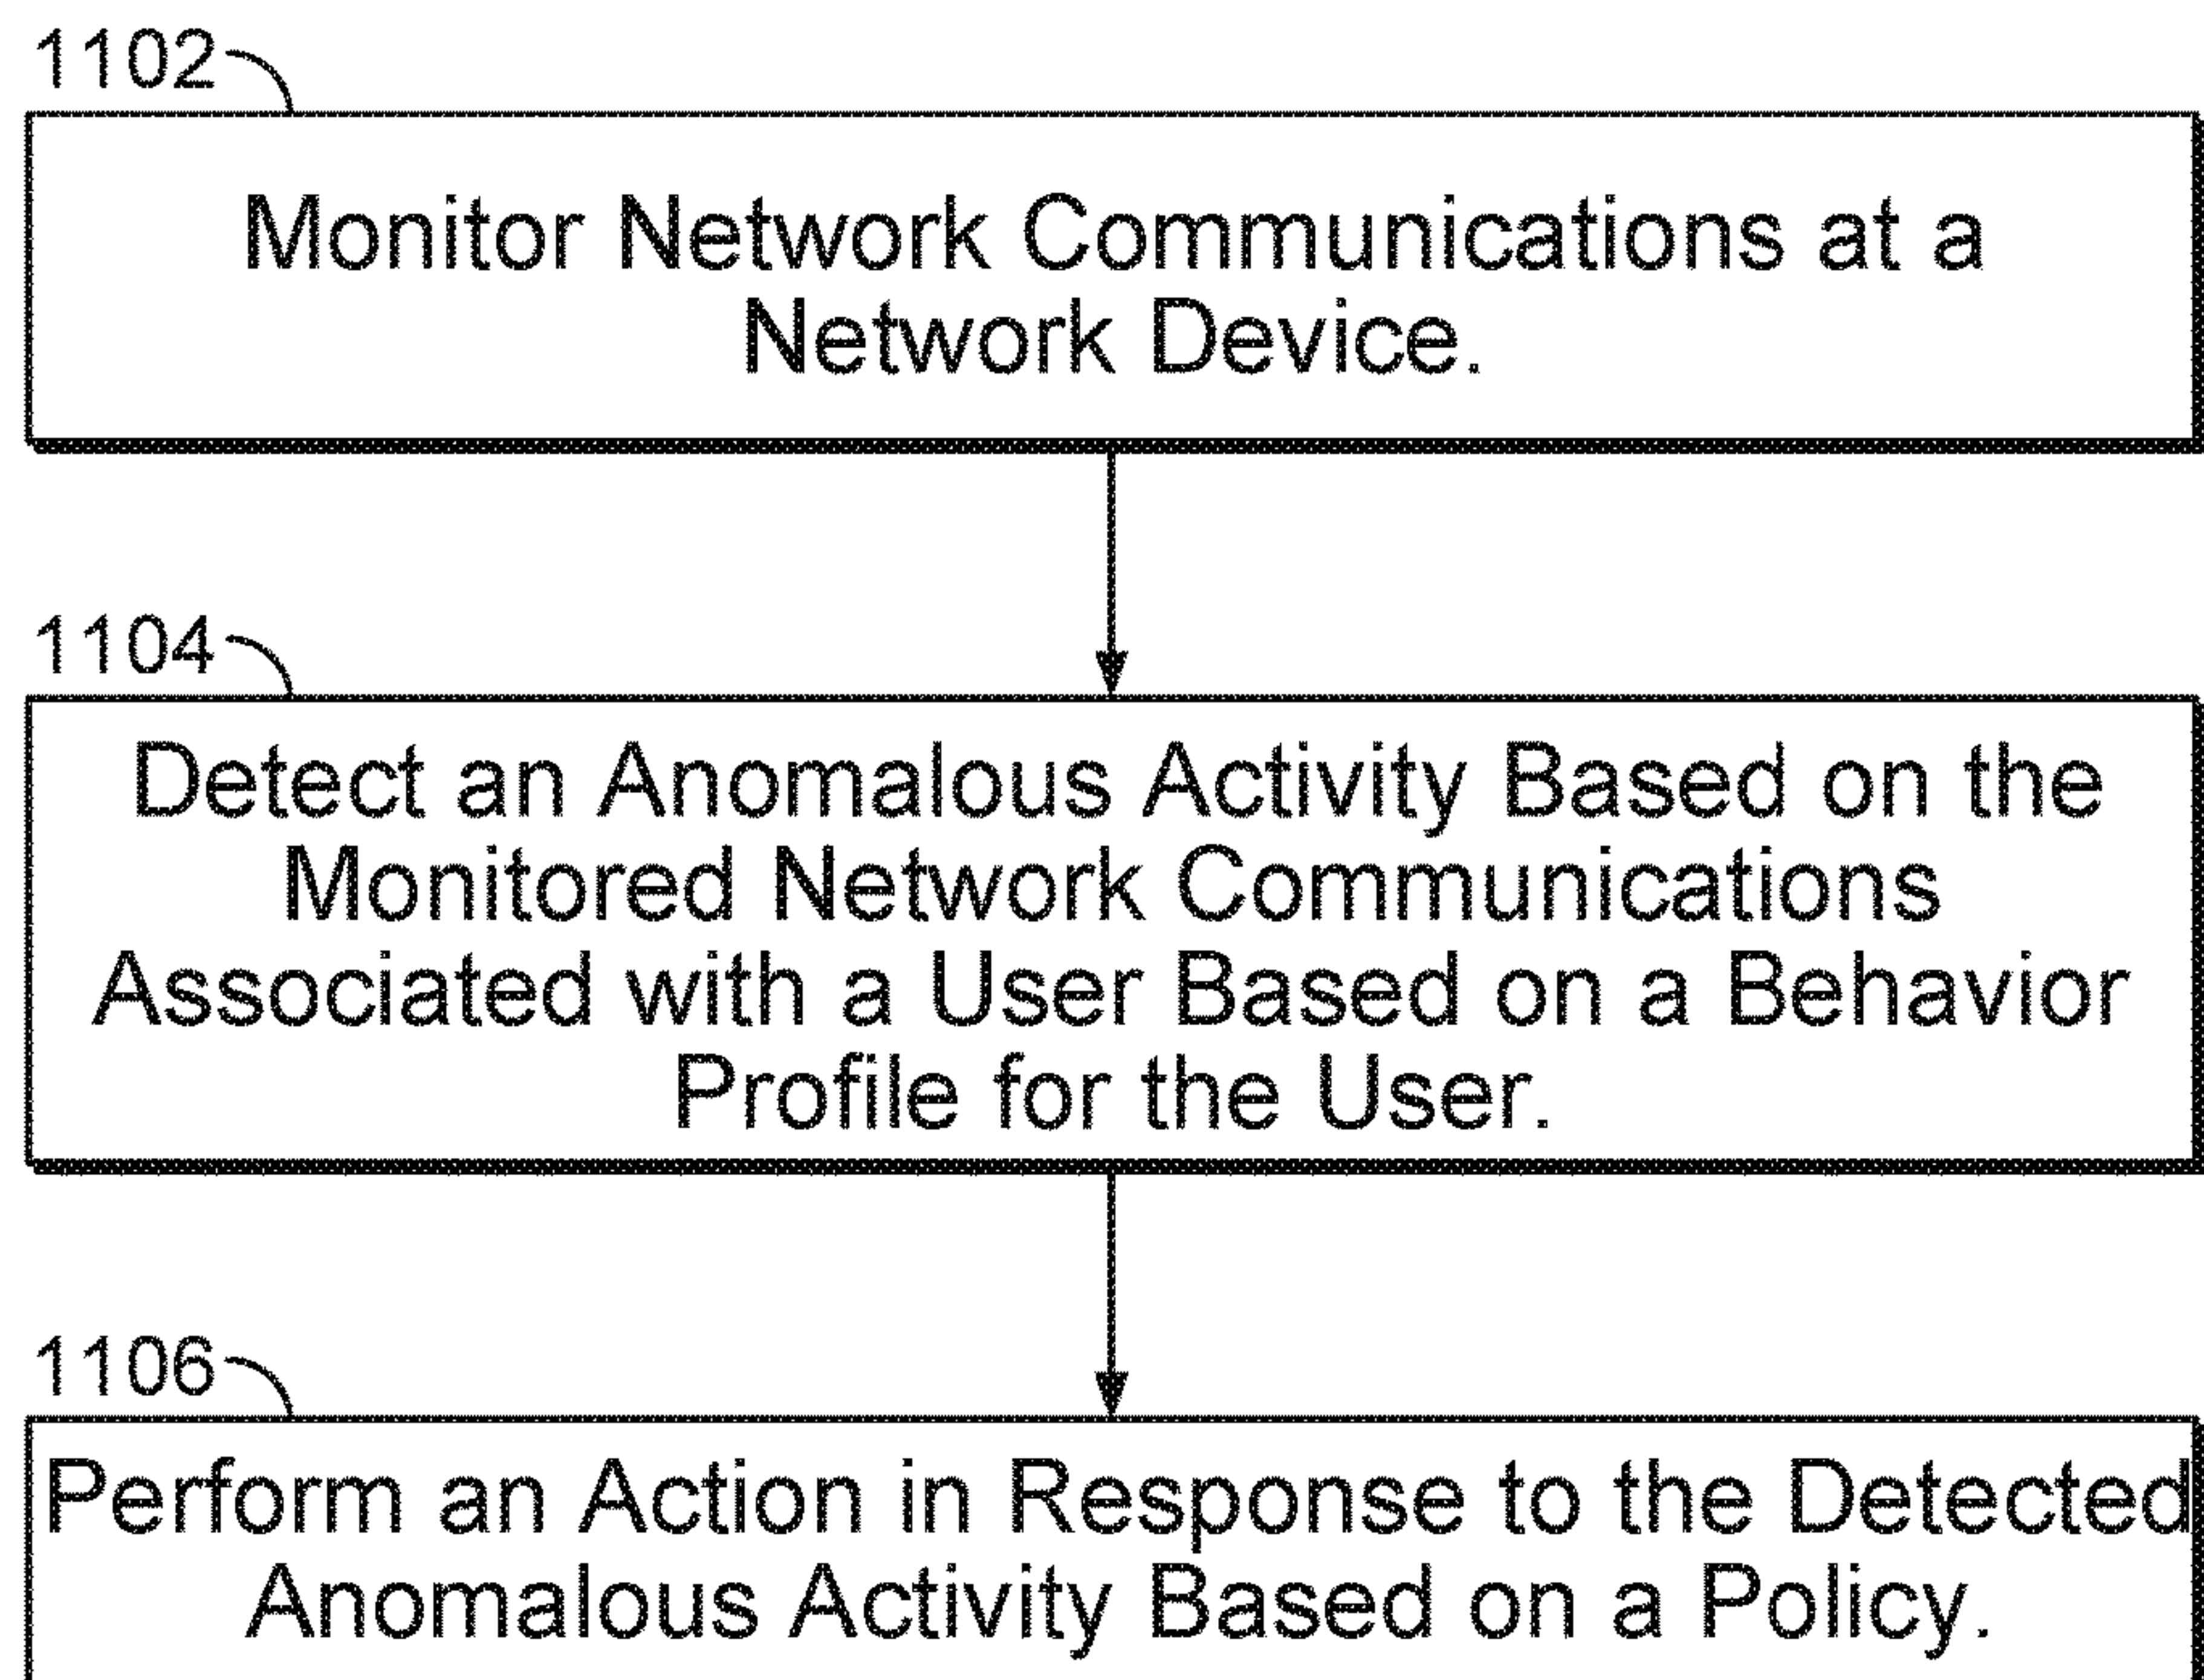 1102
Monitor Network Communications at a
Network Device.
1104
Detect an Anomalous Activity Based on the
Monitored Network Communications
Associated with a User Based on a Behavior
Profile for the User.
1106
Perform an Action in Response to the Detected
Anomalous Activity Based on a Policy.